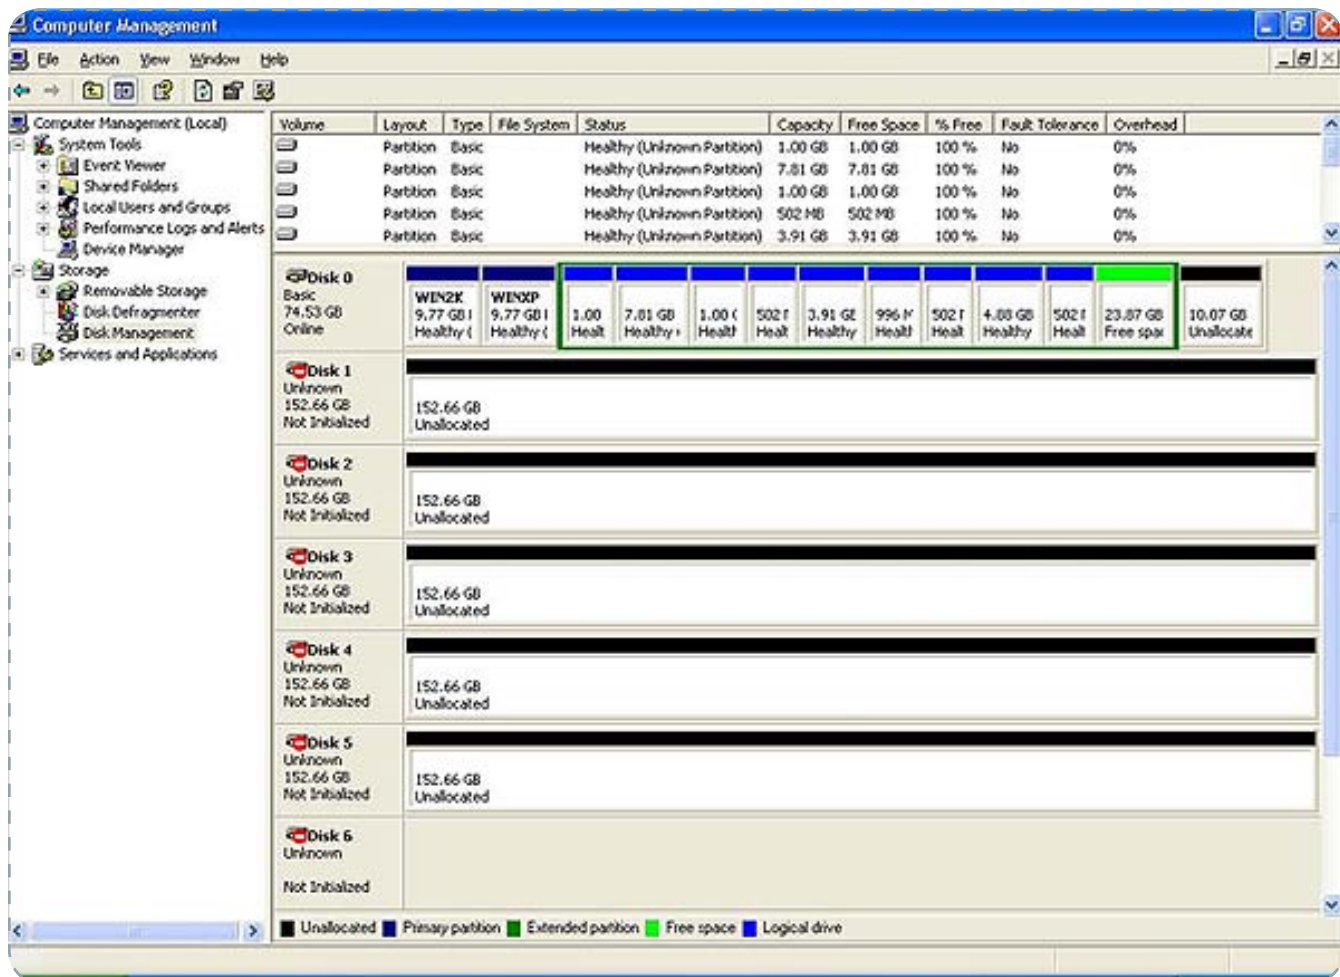 Computer Management
File Action View Window Help
Computer Management (Local)
System Tools
Event Viewer
Shared Folders
Local Users and Groups
Performance Logs and Alerts
Device Manager
Storage
Removable Storage
Disk Defragmenter
Disk Management
Services and Applications
Volume Layout Type File System Status Capacity Free Space % Free Fault Tolerance Overhead
Partition Basic Healthy (Unknown Partition) 1.00 GB 1.00 GB 100 % No 0%
Partition Basic Healthy (Unknown Partition) 7.81 GB 7.81 GB 100 % No 0%
Partition Basic Healthy (Unknown Partition) 1.00 GB 1.00 GB 100 % No 0%
Partition Basic Healthy (Unknown Partition) 502 MB 502 MB 100 % No 0%
Partition Basic Healthy (Unknown Partition) 3.91 GB 3.91 GB 100 % No 0%
Disk 0
Basic
74.53 GB
Online
WIN2K WINXP
9.77 GB 9.77 GB 1.00 7.81 GB 1.00 502 3.91 996 502 4.88 GB 502 23.87 GB 10.07 GB
Healthy ( Healthy ( Healt Healthy Healt Healt Healthy Healt Healt Healthy Healt Free spac Unallocate
Disk 1
Unknown
152.66 GB
Not Initialized
152.66 GB
Unallocated
Disk 2
Unknown
152.66 GB
Not Initialized
152.66 GB
Unallocated
Disk 3
Unknown
152.66 GB
Not Initialized
152.66 GB
Unallocated
Disk 4
Unknown
152.66 GB
Not Initialized
152.66 GB
Unallocated
Disk 5
Unknown
152.66 GB
Not Initialized
152.66 GB
Unallocated
Disk 6
Unknown
Not Initialized
Unallocated Primary partition Extended partition Free space Logical drive